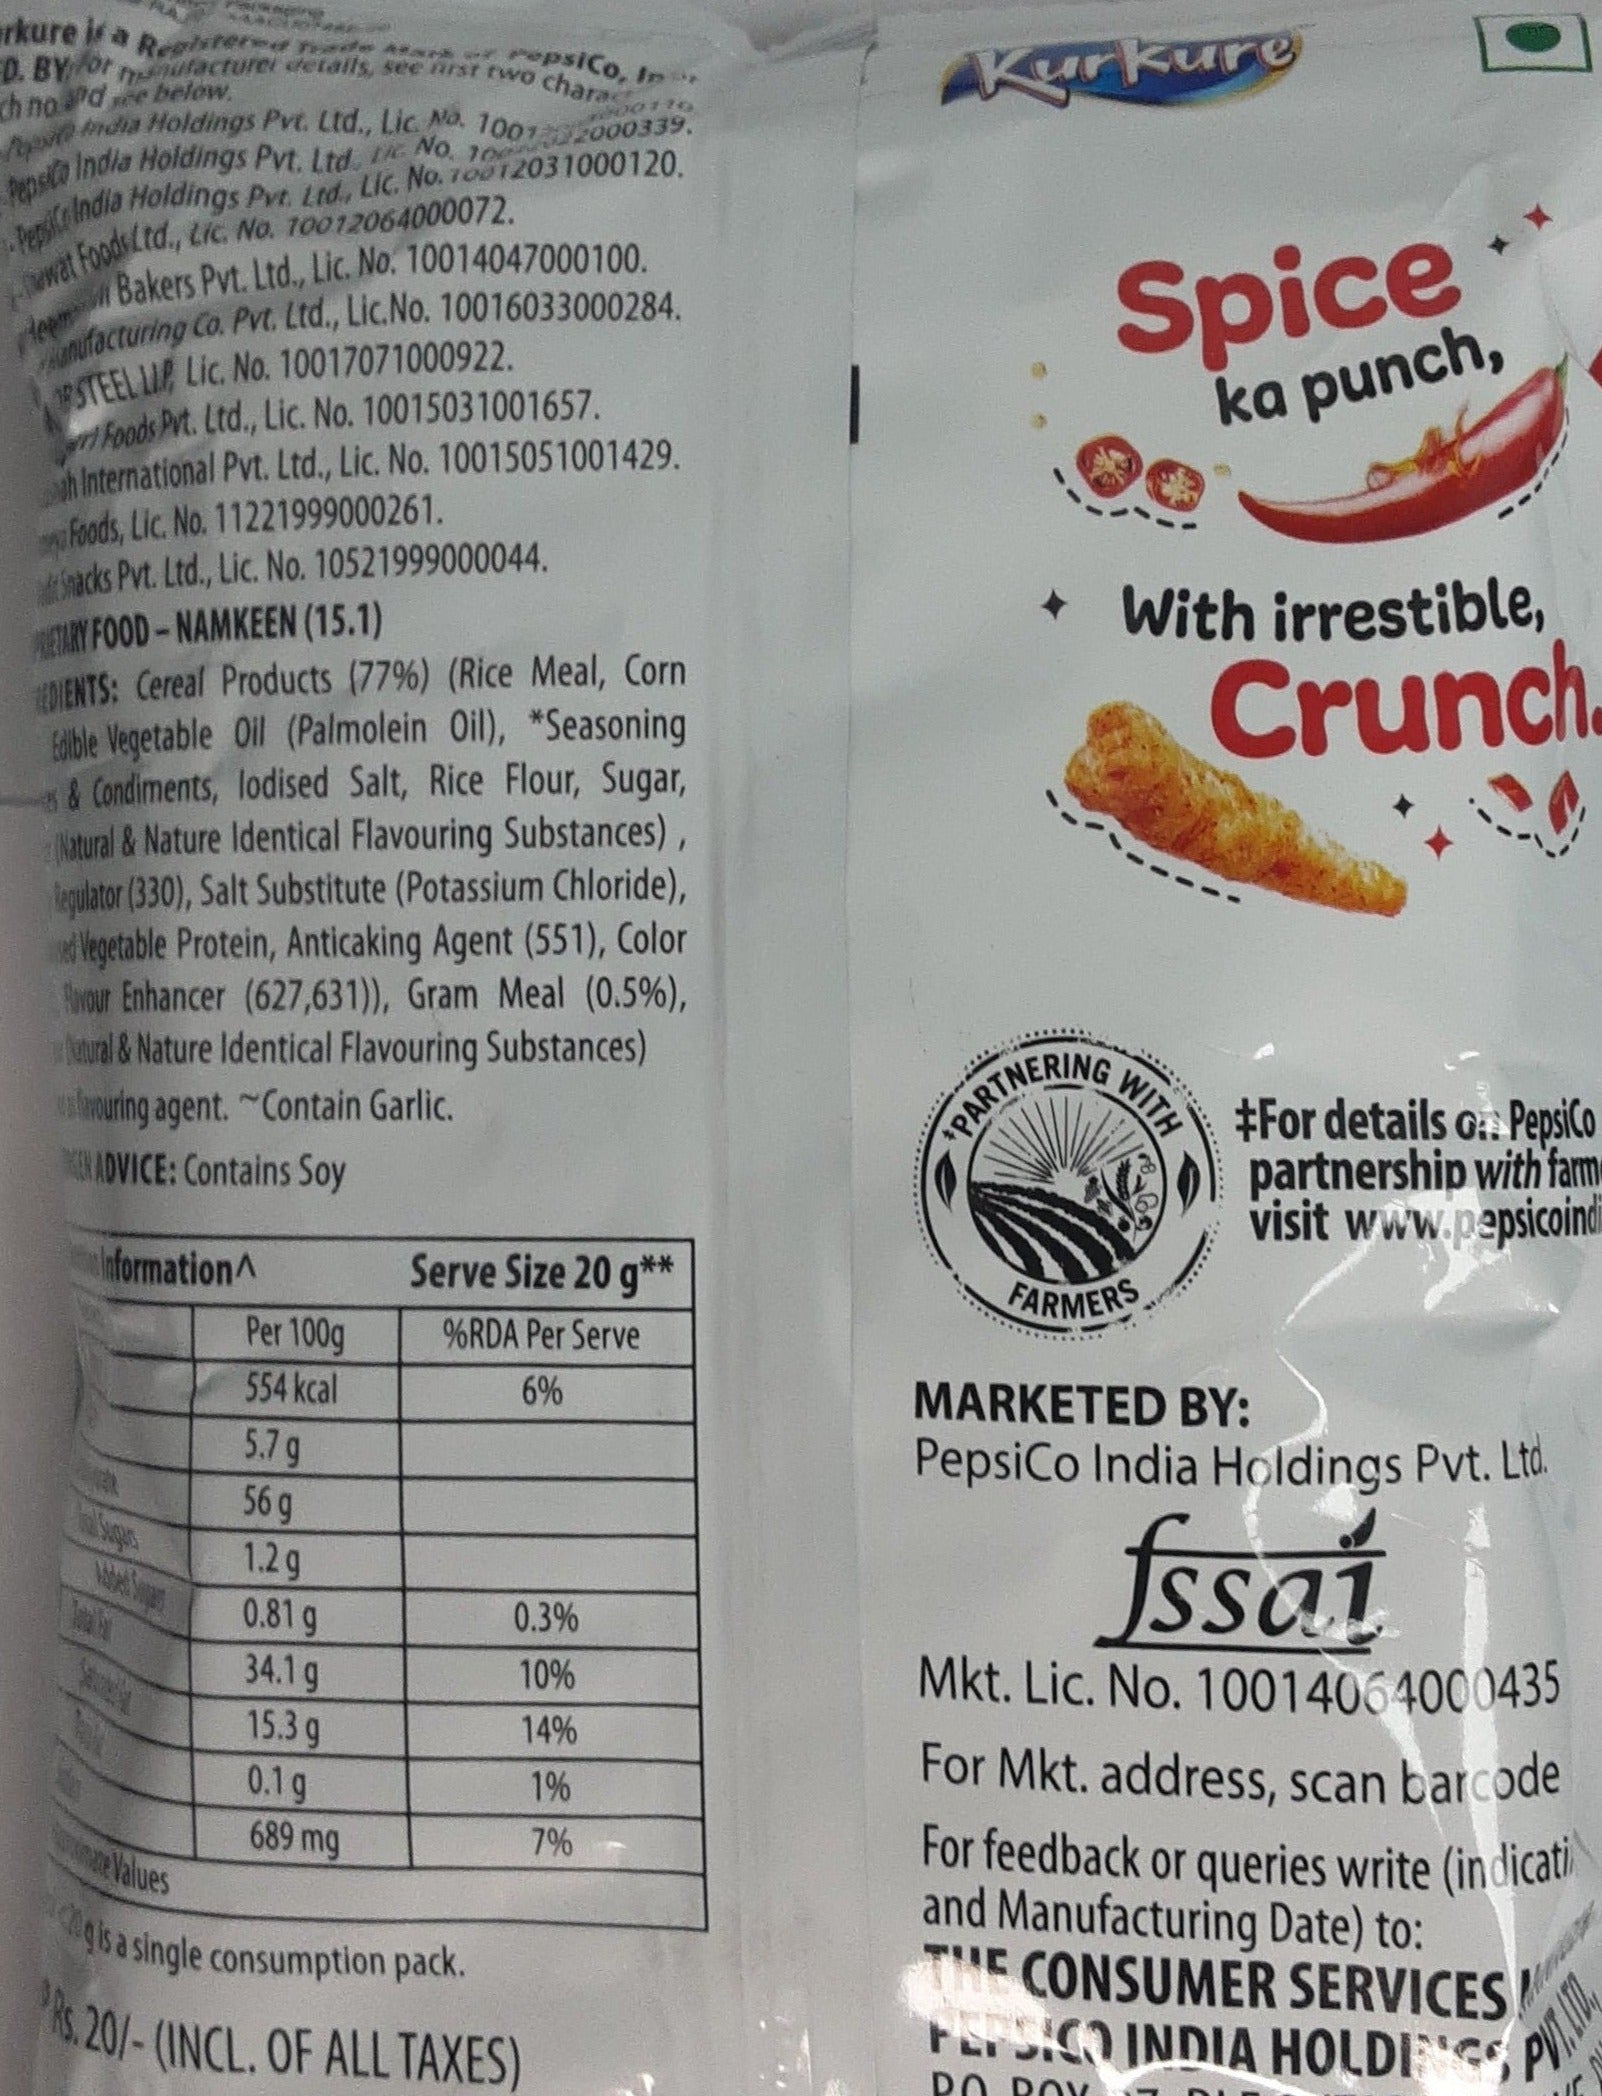 is a Registered Trade Mark of PepsiCo, In
D. BY For manufacturer details, see first two charac
ch no and see below.
India Holdings Pvt. Ltd., Lic. No.
PepsiCo India Holdings Pvt. Ltd. Lic No.
PepsiCo India Holdings Pvt. Ltd., Lic. No. 10012031000120.
Foods Ltd., Lic. No. 10012064000072.
Bakers Pvt. Ltd., Lic. No. 10014047000100.
Manufacturing Co. Pvt. Ltd., Lic.No. 10016033000284.
STEEL LLP, Lic. No. 10017071000922.
Foods Pvt. Ltd., Lic. No. 10015031001657.
International Pvt. Ltd., Lic. No. 10015051001429.
Foods, Lic. No. 11221999000261.
Snacks Pvt. Ltd., Lic. No. 10521999000044.
FOOD – NAMKEEN (15.1)
EDIENTS: Cereal Products (77%) (Rice Meal, Corn
Edible Vegetable Oil (Palmolein Oil), *Seasoning
& Condiments, Iodised Salt, Rice Flour, Sugar,
(Natural & Nature Identical Flavouring Substances) ,
Regulator (330), Salt Substitute (Potassium Chloride),
Vegetable Protein, Anticaking Agent (551), Color
Flavour Enhancer (627,631)), Gram Meal (0.5%),
(Natural & Nature Identical Flavouring Substances)
flavouring agent. ~Contain Garlic.
ADVICE: Contains Soy
Information^ Serve Size 20 g**
Per 100g %RDA Per Serve
554 kcal 6%
5.7 g
56 g
Total Sugars 1.2 g
Added Sugars 0.81 g 0.3%
Total Fat 34.1 g 10%
15.3 g 14%
0.1 g 1%
689 mg 7%
Values
g is a single consumption pack.
Rs. 20/- (INCL. OF ALL TAXES)
Kurkure
Spice
ka punch,
With irrestible,
Crunch.
‡PARTNERING WITH
FARMERS
‡For details on PepsiCo
partnership with farme
visit www.pepsicoindi
MARKETED BY:
PepsiCo India Holdings Pvt. Ltd.
fssai
Mkt. Lic. No. 10014064000435
For Mkt. address, scan barcode
For feedback or queries write (indicati
and Manufacturing Date) to:
THE CONSUMER SERVICES
PEPSICO INDIA HOLDINGS PVT. LTD.,